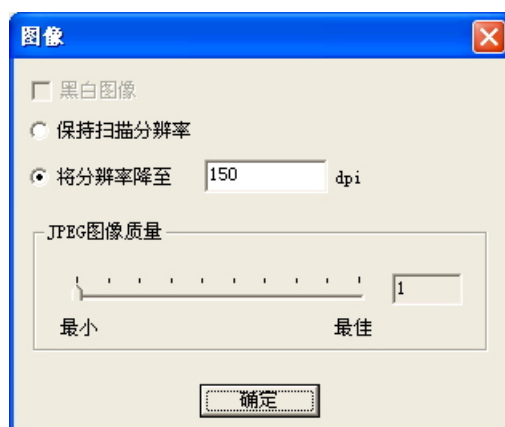 图像
黑白图像
保持扫描分辨率
将分辨率降至 150 dpi
JPEG图像质量
1
最小 最佳
确定